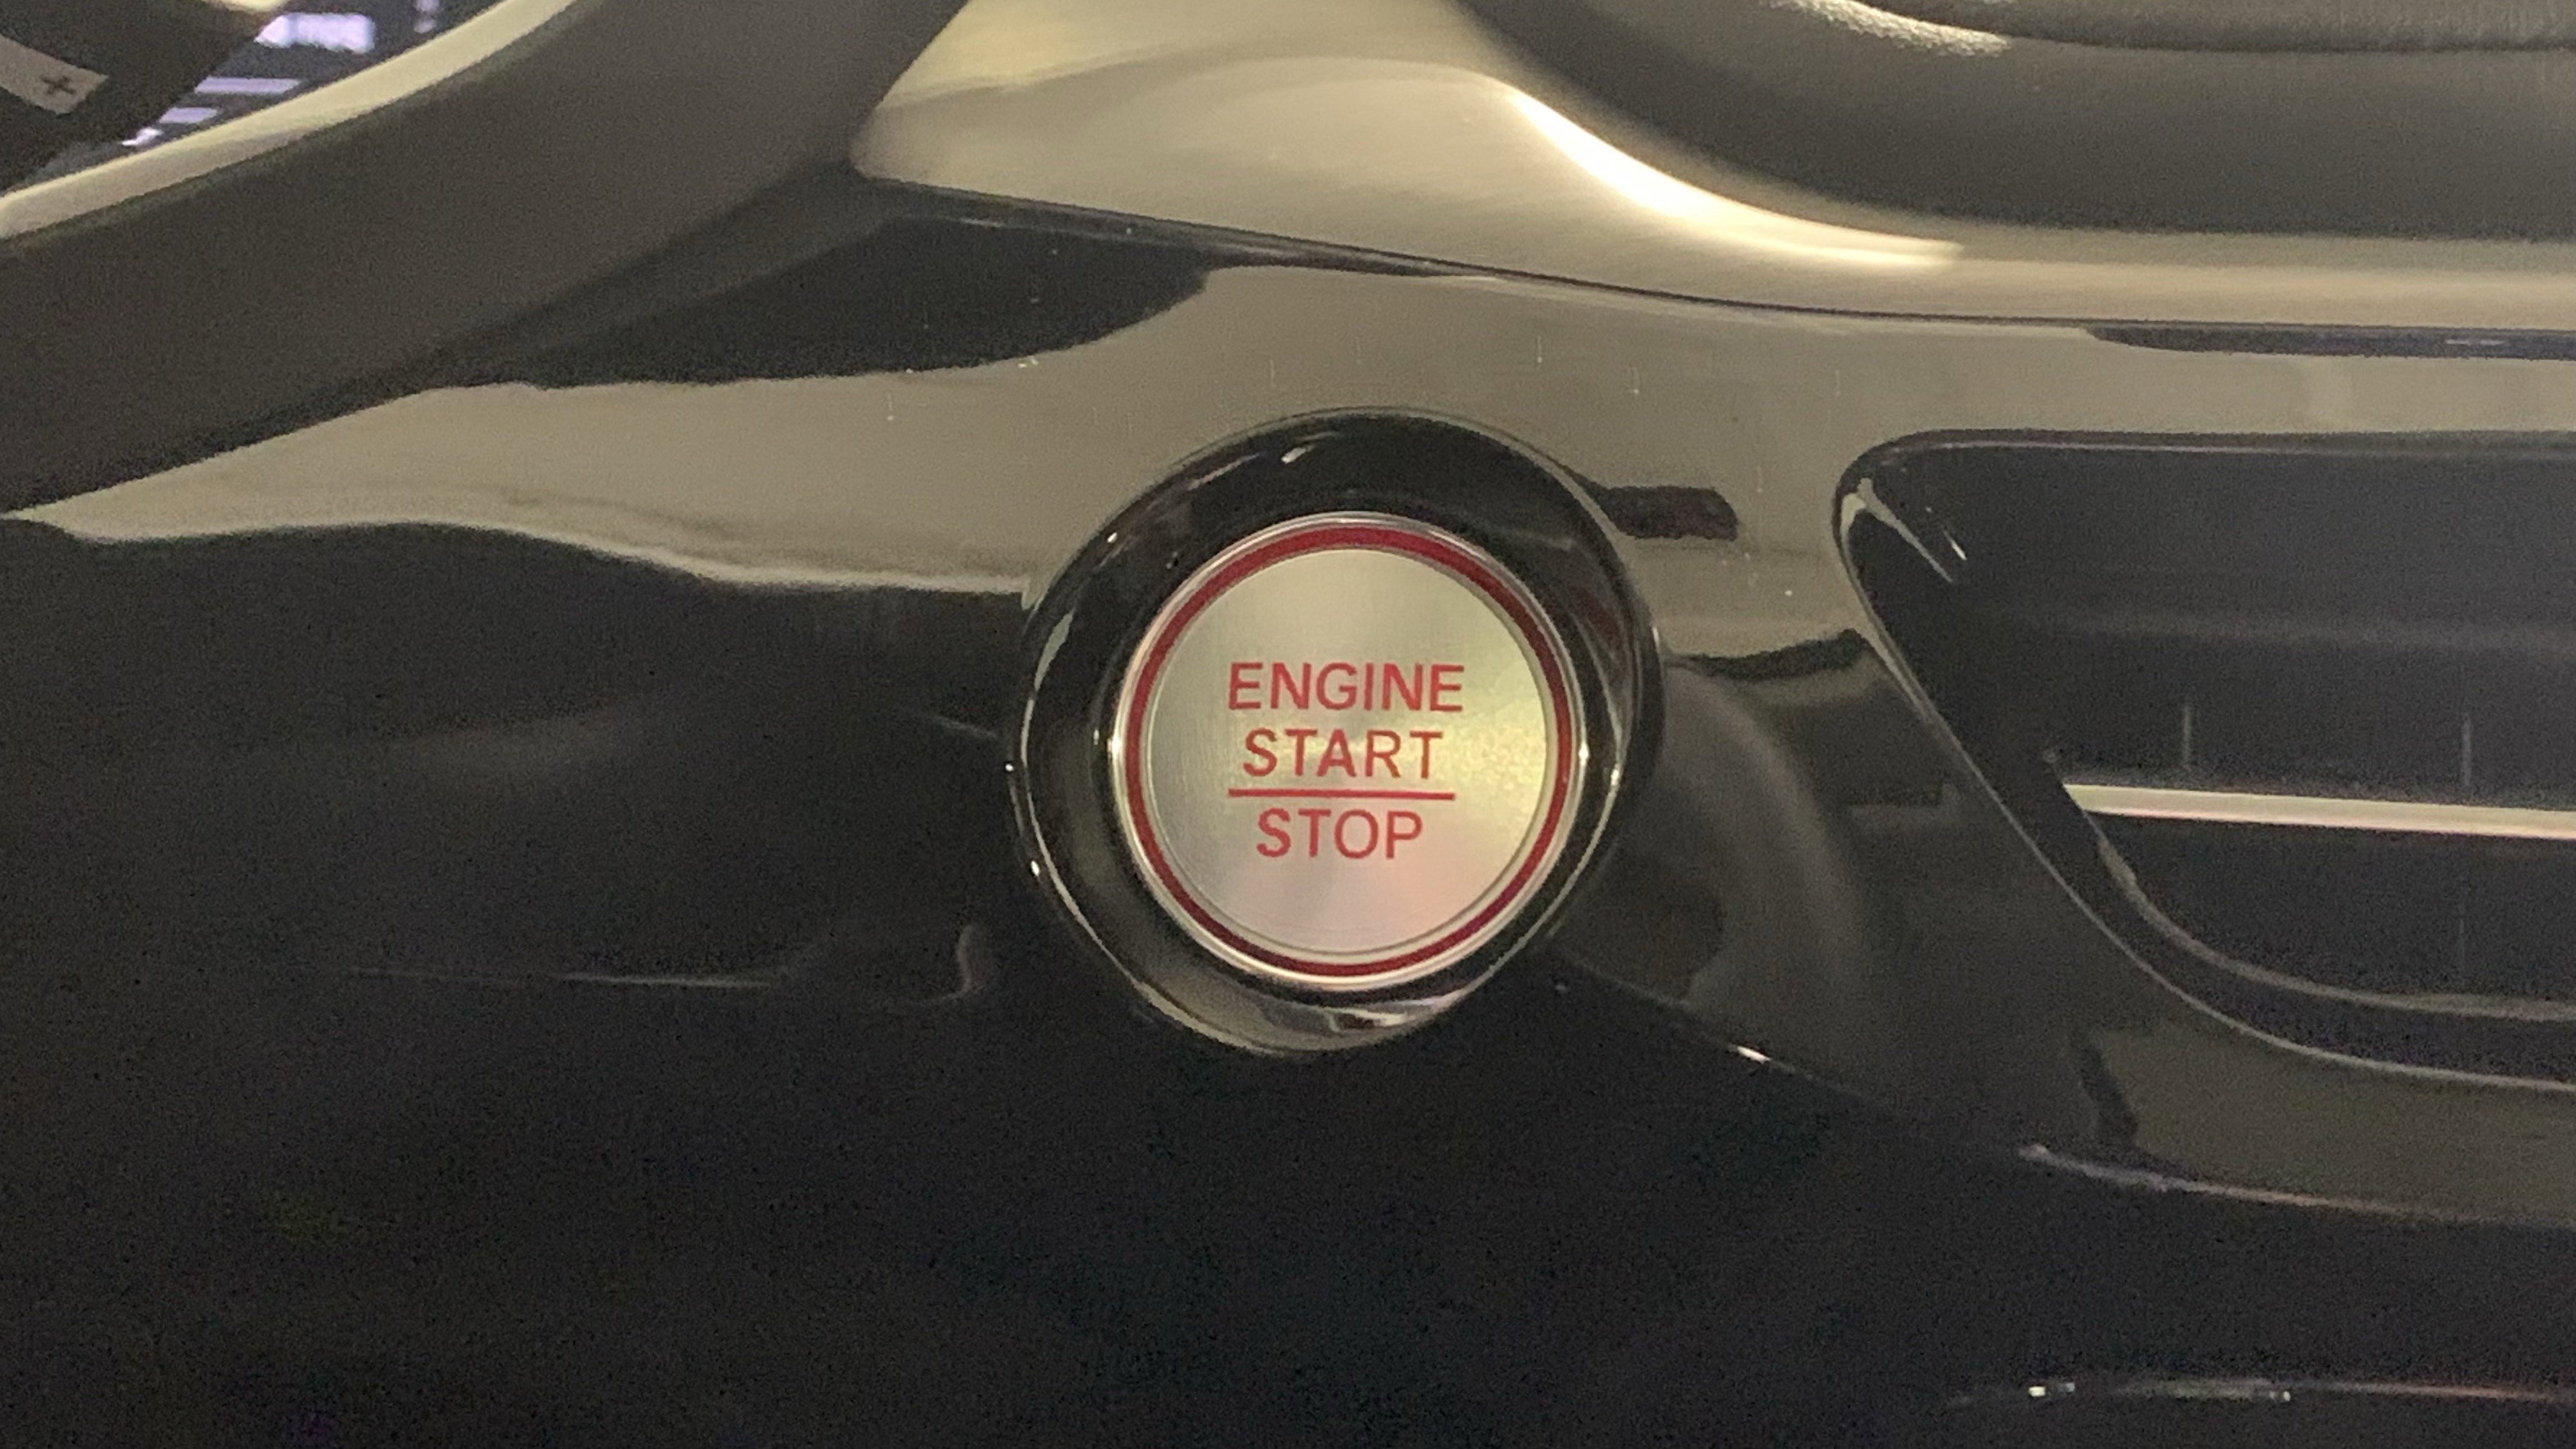 +
ENGINE
START
STOP